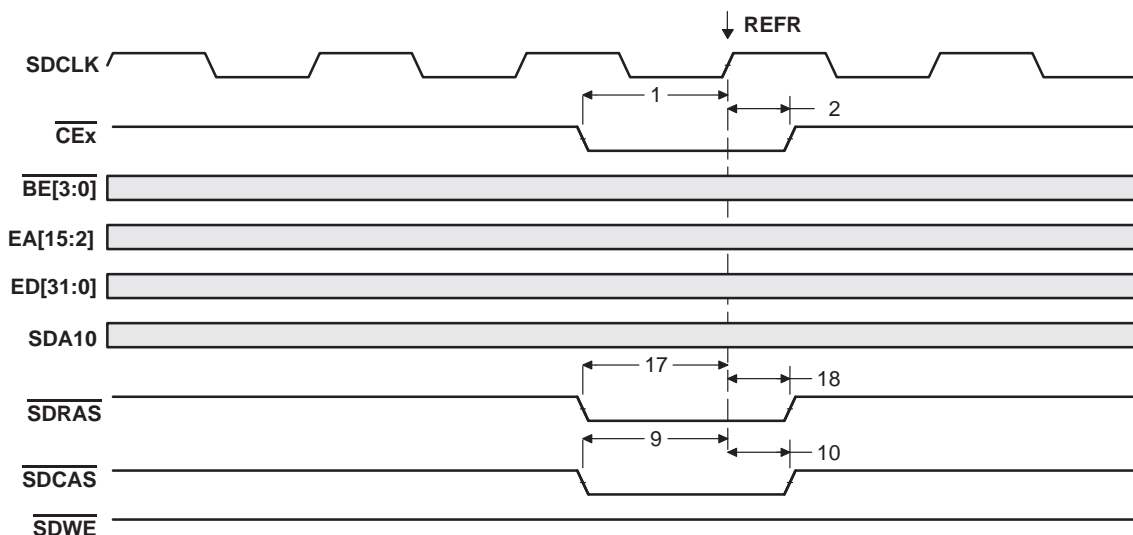 REFR
SDCLK
1
2
CEx
BE[3:0]
EA[15:2]
ED[31:0]
SDA10
17
18
SDRAS
9
10
SDCAS
SDWE